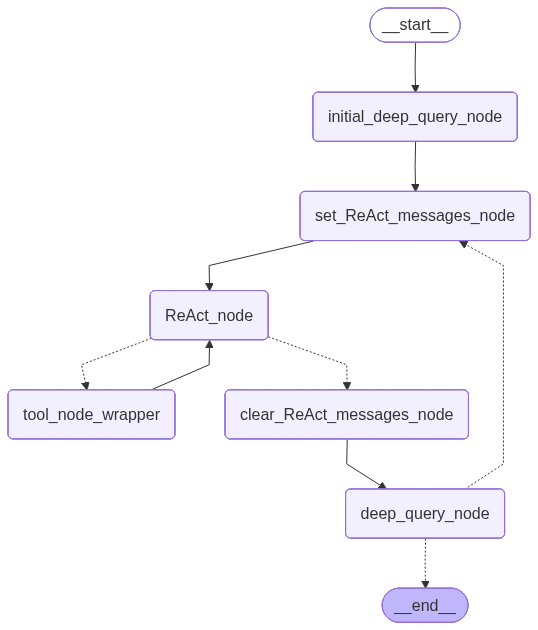 __start__
initial_deep_query_node
set_ReAct_messages_node
ReAct_node
tool_node_wrapper
clear_ReAct_messages_node
deep_query_node
__end__